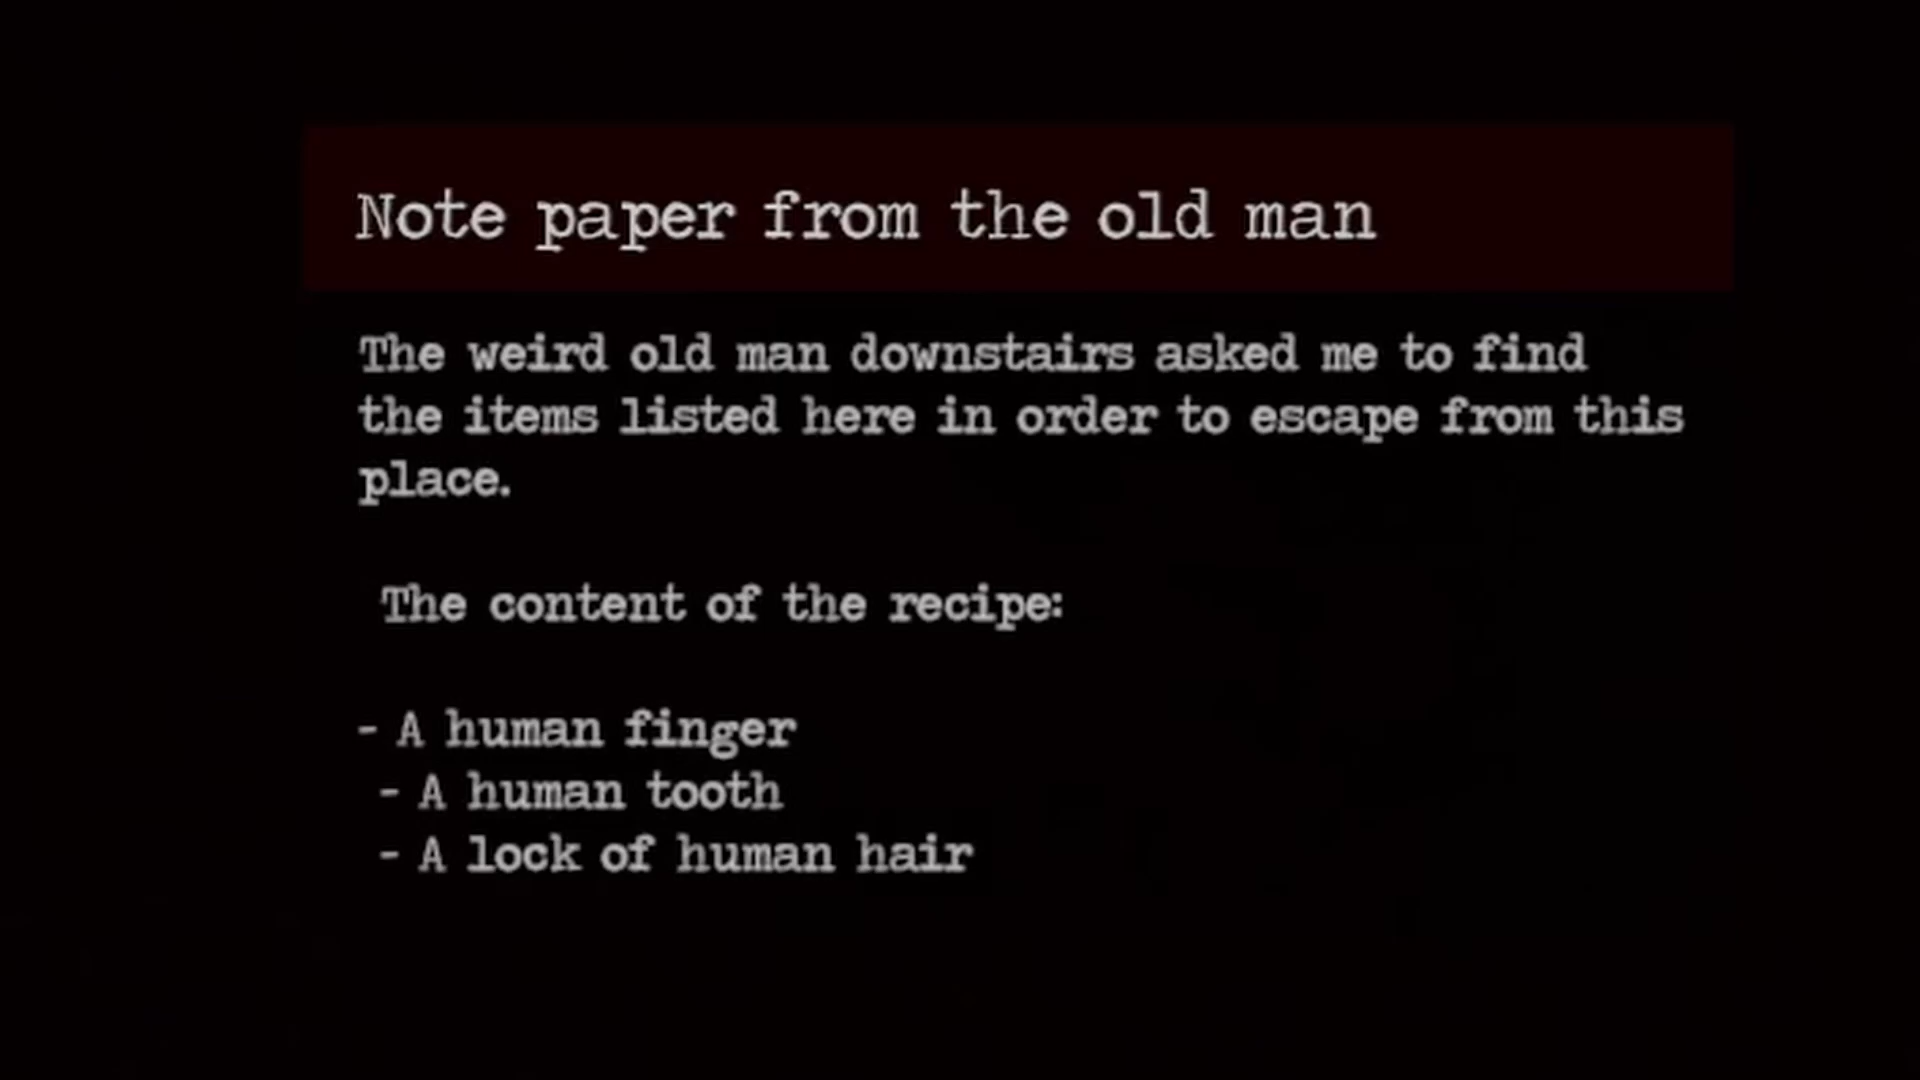 Note paper from the old man
The weird old man downstairs asked me to find
the items listed here in order to escape from this
place.
The content of the recipe:
- A human finger
- A human tooth
- A lock of human hair